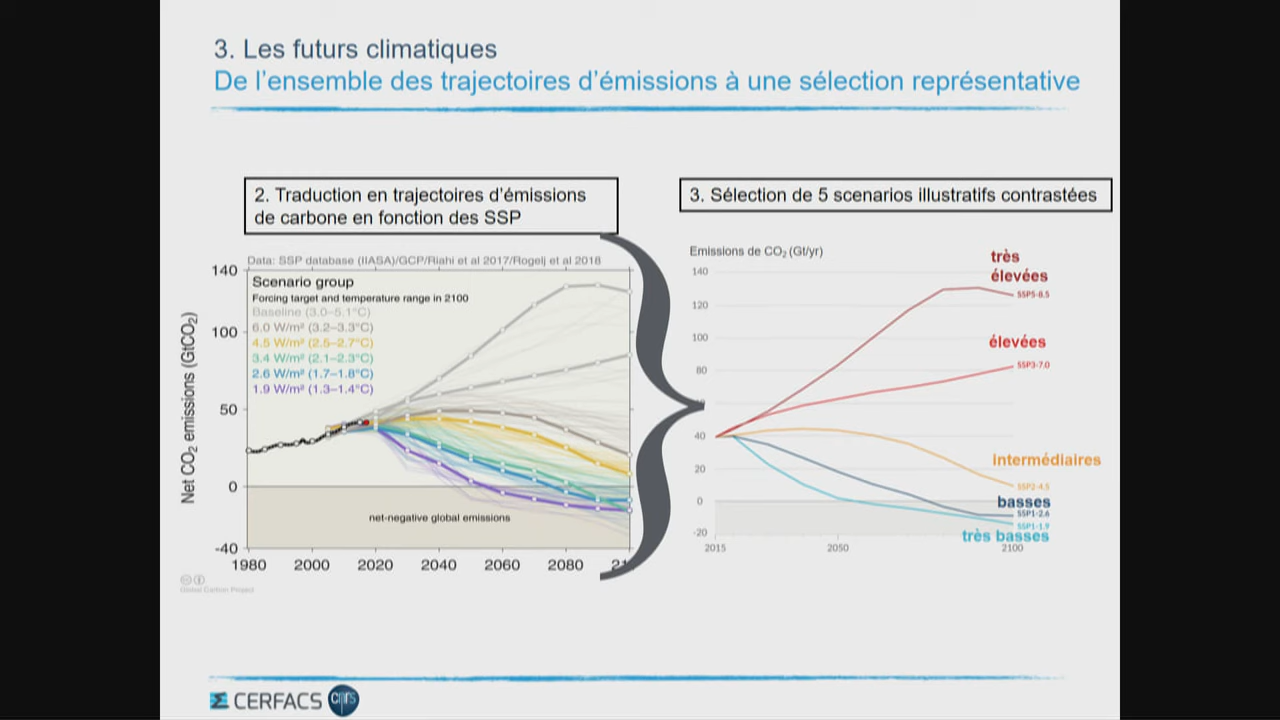 3. Les futurs climatiques
De l'ensemble des trajectoires d'émissions à une sélection représentative
2. Traduction en trajectoires d'émissions
de carbone en fonction des SSP
Data: SSP database (IIASA)/GCP/Riahi et al 2017/Rogelj et al 2018
Net CO₂ emissions (GtCO₂)
140
100
50
0
-40
Scenario group
Forcing target and temperature range in 2100
Baseline (3.0–5.1°C)
6.0 W/m² (3.2–3.3°C)
4.5 W/m² (2.5–2.7°C)
3.4 W/m² (2.1–2.3°C)
2.6 W/m² (1.7–1.8°C)
1.9 W/m² (1.3–1.4°C)
net-negative global emissions
1980 2000 2020 2040 2060 2080
Global Carbon Project
3. Sélection de 5 scenarios illustratifs contrastées
Emissions de CO₂ (Gt/yr)
140
120
100
80
40
20
0
-20
très
élevées
SSP5-8.5
élevées
SSP3-7.0
intermédiaires
SSP2-4.5
basses
SSP1-2.6
SSP1-1.9
très basses
2015 2050 2100
CERFACS
cnrs